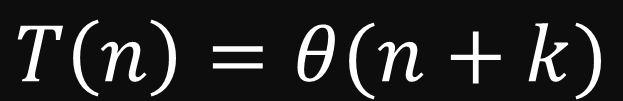 T(n) = θ(n + k)